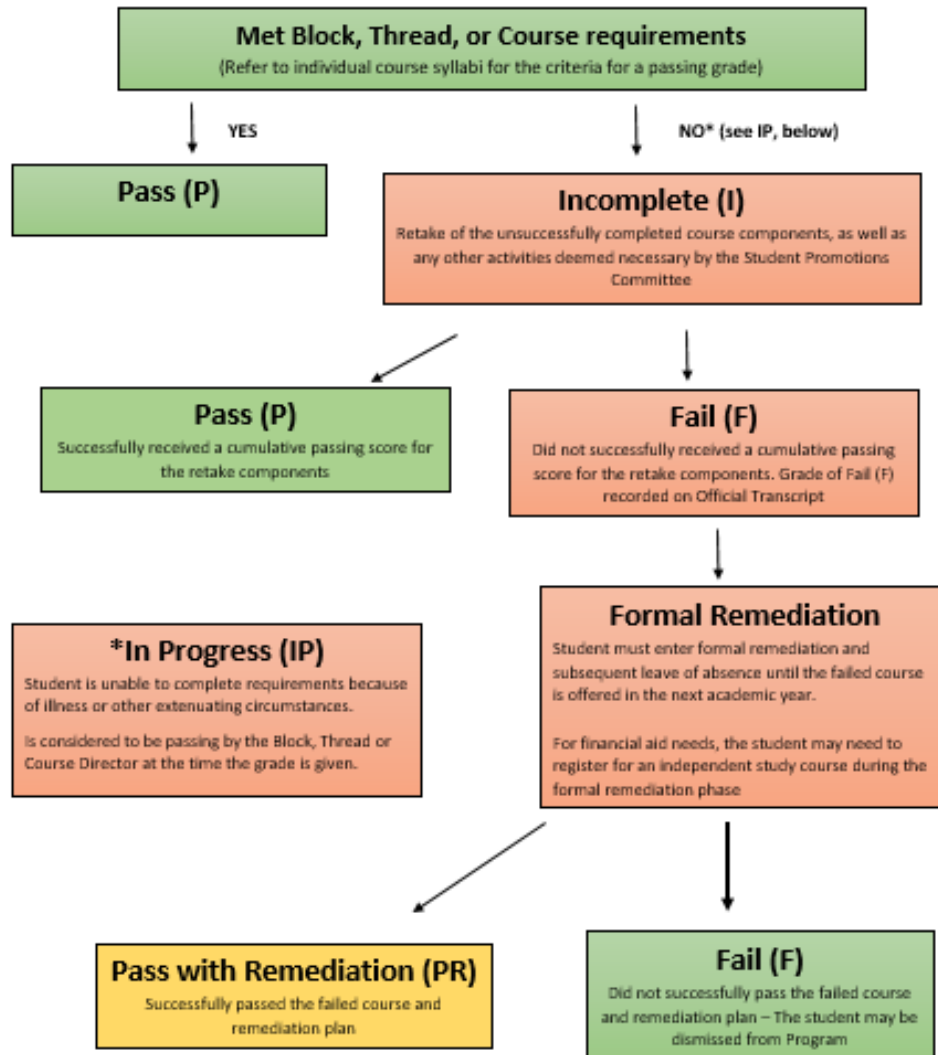 Met Block, Thread, or Course requirements
(Refer to individual course syllabi for the criteria for a passing grade)
YES
NO* (see IP, below)
Pass (P)
Incomplete (I)
Retake of the unsuccessfully completed course components, as well as
any other activities deemed necessary by the Student Promotions
Committee
Pass (P)
Successfully received a cumulative passing score for
the retake components
Fail (F)
Did not successfully received a cumulative passing
score for the retake components. Grade of Fail (F)
recorded on Official Transcript
*In Progress (IP)
Student is unable to complete requirements because
of illness or other extenuating circumstances.
Is considered to be passing by the Block, Thread or
Course Director at the time the grade is given.
Formal Remediation
Student must enter formal remediation and
subsequent leave of absence until the failed course
is offered in the next academic year.
For financial aid needs, the student may need to
register for an independent study course during the
formal remediation phase
Pass with Remediation (PR)
Successfully passed the failed course and
remediation plan
Fail (F)
Did not successfully pass the failed course
and remediation plan – The student may be
dismissed from Program